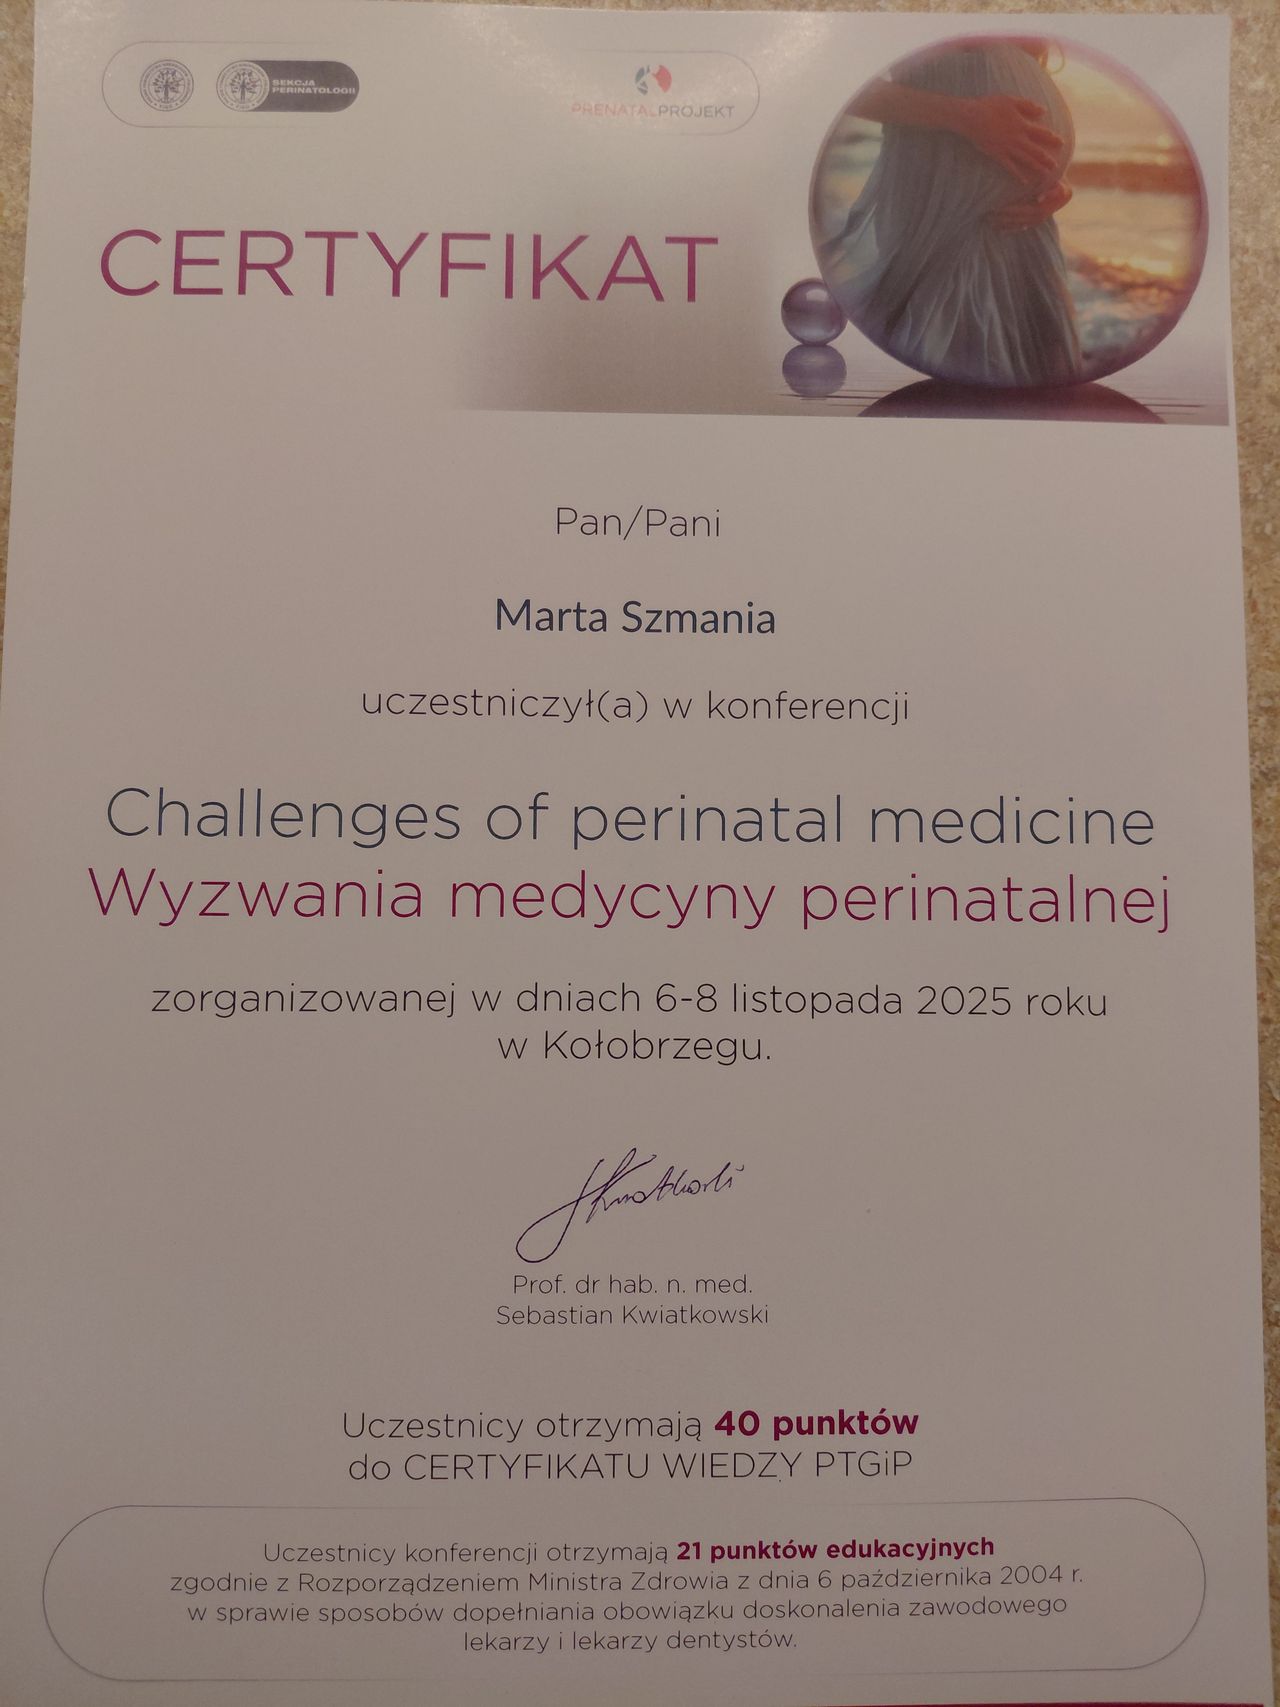 SEKCJA
PERINATOLOGII
PRENATALPROJEKT
CERTYFIKAT
Pan/Pani
Marta Szmania
uczestniczył(a) w konferencji
Challenges of perinatal medicine
Wyzwania medycyny perinatalnej
zorganizowanej w dniach 6-8 listopada 2025 roku
w Kołobrzegu.
Prof. dr hab. n. med.
Sebastian Kwiatkowski
Uczestnicy otrzymają 40 punktów
do CERTYFIKATU WIEDZY PTGiP
Uczestnicy konferencji otrzymają 21 punktów edukacyjnych
zgodnie z Rozporządzeniem Ministra Zdrowia z dnia 6 października 2004 r.
w sprawie sposobów dopełniania obowiązku doskonalenia zawodowego
lekarzy i lekarzy dentystów.